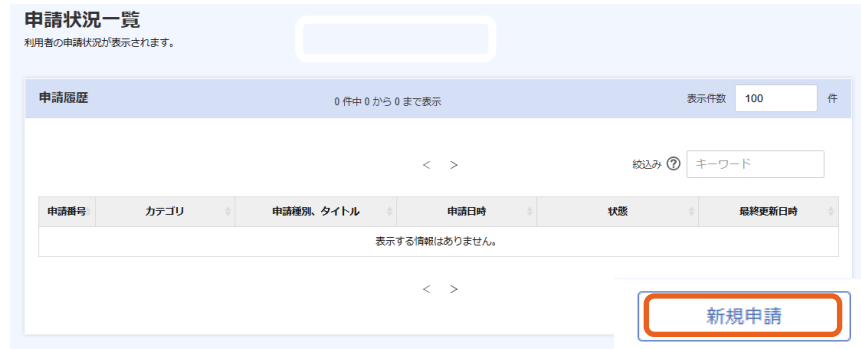 申請状況一覧
利用者の申請状況が表示されます。
申請履歴 0 件中 0 から 0 まで表示 表示件数 100 件
< > 絞込み ? キーワード
申請番号 カテゴリ 申請種別、タイトル 申請日時 状態 最終更新日時
表示する情報はありません。
< >
新規申請